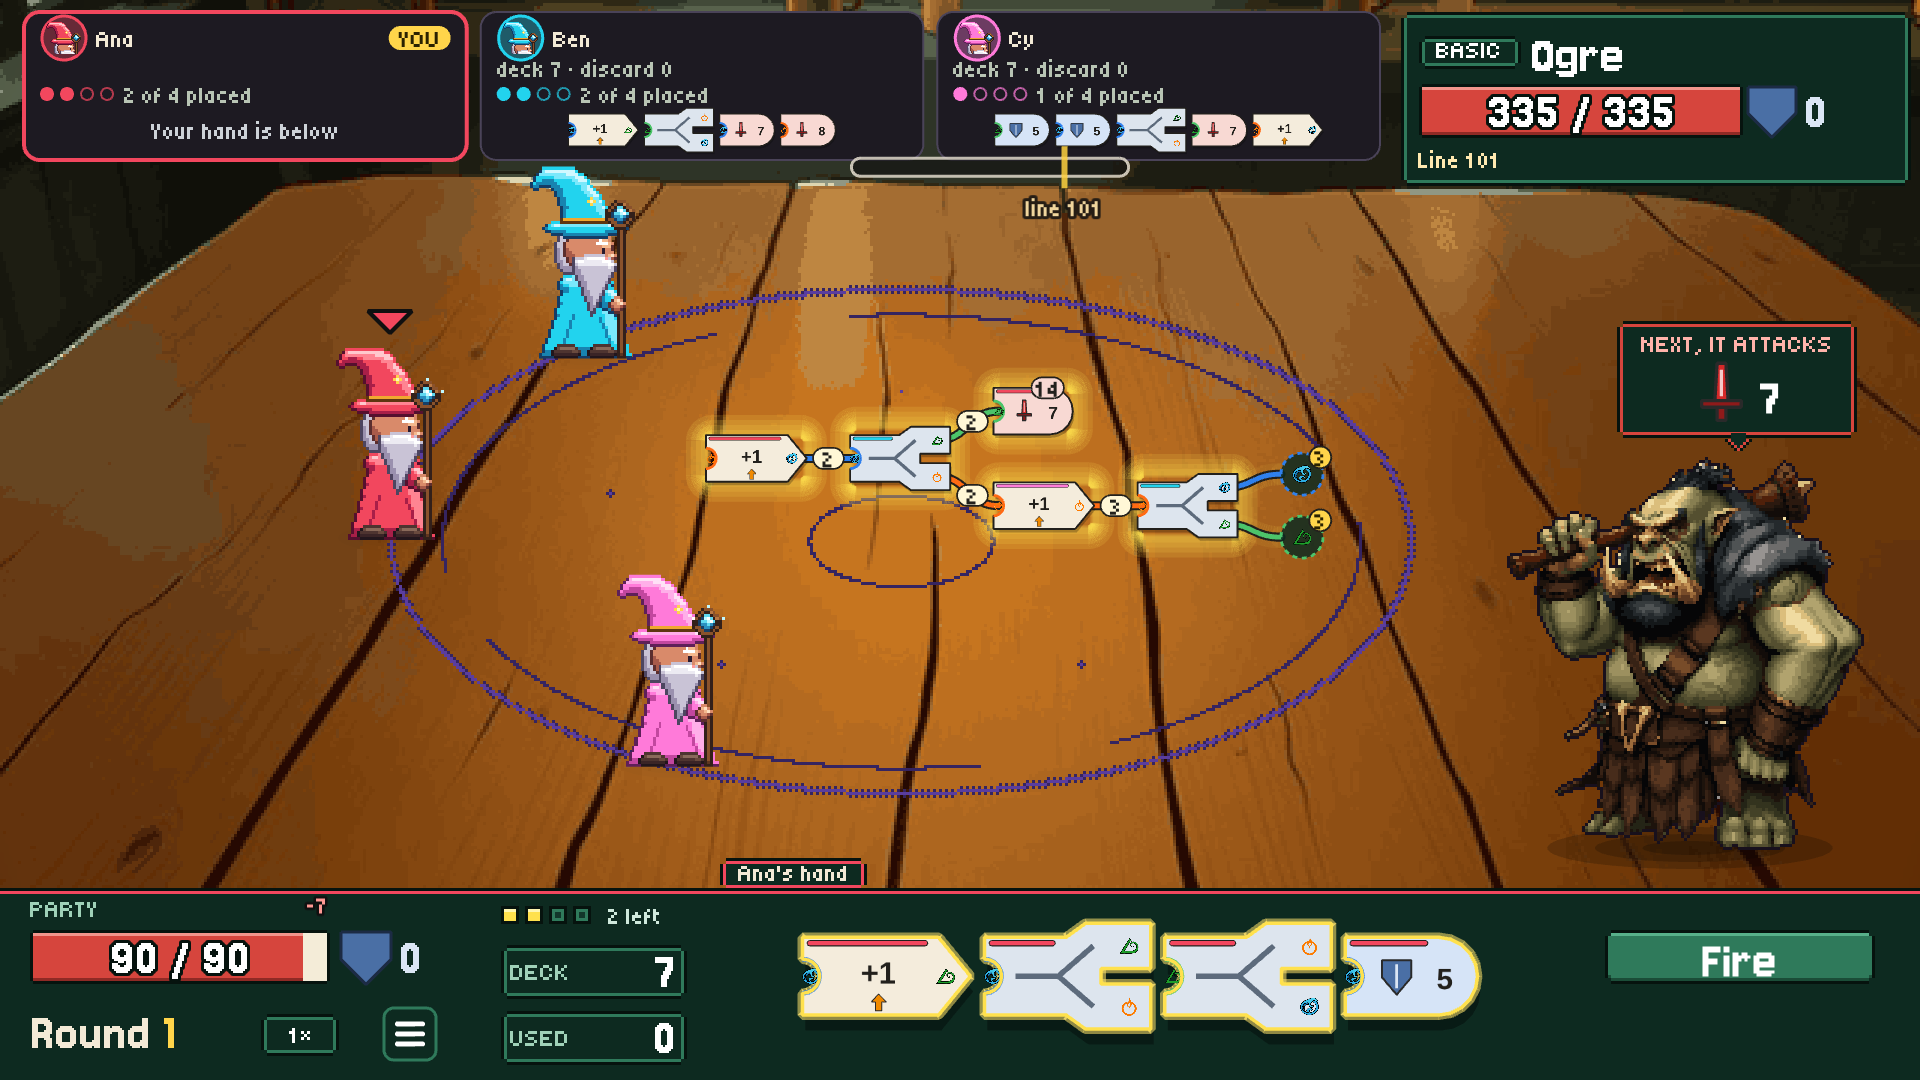 Ana
YOU
2 of 4 placed
Your hand is below
Ben
deck 7 · discard 0
2 of 4 placed
+1
7
8
Cy
deck 7 · discard 0
1 of 4 placed
5
5
7
+1
BASIC
Ogre
335 / 335
0
Line 101
line 101
NEXT, IT ATTACKS
7
14
7
2
+1
2
2
+1
3
3
3
Ana's hand
PARTY
-7
90 / 90
0
Round 1
1×
2 left
DECK
7
USED
0
+1
5
Fire